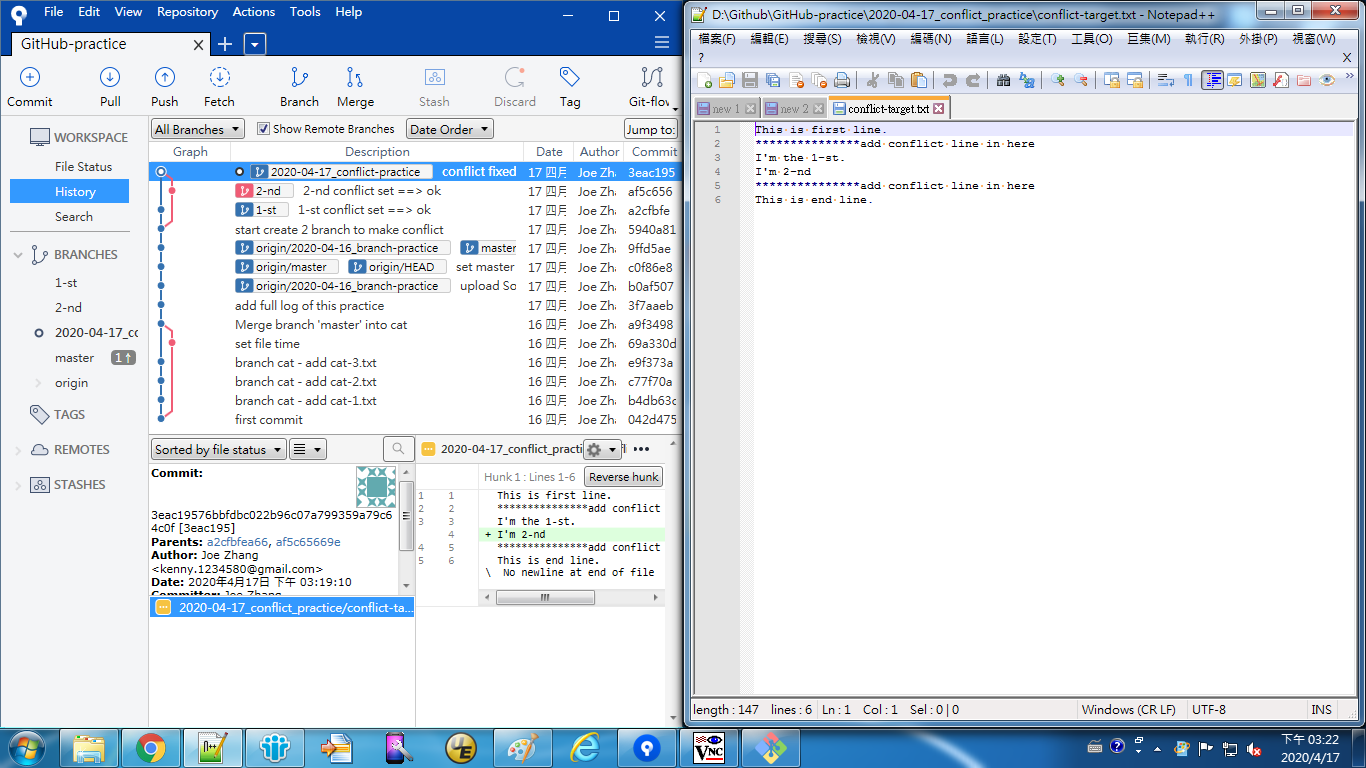 File Edit View Repository Actions Tools Help
GitHub-practice
Commit Pull Push Fetch Branch Merge Stash Discard Tag Git-flow
WORKSPACE
File Status
History
Search
BRANCHES
1-st
2-nd
2020-04-17_co
master 1↑
origin
TAGS
REMOTES
STASHES
All Branches Show Remote Branches Date Order Jump to:
Graph Description Date Author Commit
2020-04-17_conflict-practice conflict fixed 17 四月 Joe Zha 3eac195
2-nd 2-nd conflict set ==> ok 17 四月 Joe Zha af5c656
1-st 1-st conflict set ==> ok 17 四月 Joe Zha a2cfbfe
start create 2 branch to make conflict 17 四月 Joe Zha 5940a81
origin/2020-04-16_branch-practice master 17 四月 Joe Zha 9ffd5ae
origin/master origin/HEAD set master 17 四月 Joe Zha c0f86e8
origin/2020-04-16_branch-practice upload So 17 四月 Joe Zha b0af507
add full log of this practice 17 四月 Joe Zha 3f7aaeb
Merge branch 'master' into cat 16 四月 Joe Zha a9f3498
set file time 16 四月 Joe Zha 69a330d
branch cat - add cat-3.txt 16 四月 Joe Zha e9f373a
branch cat - add cat-2.txt 16 四月 Joe Zha c77f70a
branch cat - add cat-1.txt 16 四月 Joe Zha b4db63c
first commit 16 四月 Joe Zha 042d475
Sorted by file status
Commit:
3eac19576bbfdbc022b96c07a799359a79c6
4c0f [3eac195]
Parents: a2cfbfea66, af5c65669e
Author: Joe Zhang
<kenny.1234580@gmail.com>
Date: 2020年4月17日 下午 03:19:10
Committer: Joe Zhang
2020-04-17_conflict_practice/conflict-ta...
2020-04-17_conflict_practi
Hunk 1 : Lines 1-6 Reverse hunk
1 1 This is first line.
2 2 ***************add conflict
3 3 I'm the 1-st.
4 + I'm 2-nd
4 5 ***************add conflict
5 6 This is end line.
\ No newline at end of file
D:\Github\GitHub-practice\2020-04-17_conflict_practice\conflict-target.txt - Notepad++
檔案(F) 編輯(E) 搜尋(S) 檢視(V) 編碼(N) 語言(L) 設定(T) 工具(O) 巨集(M) 執行(R) 外掛(P) 視窗(W)
? X
new 1 new 2 conflict-target.txt
1 This is first line.
2 ***************add conflict line in here
3 I'm the 1-st.
4 I'm 2-nd
5 ***************add conflict line in here
6 This is end line.
length : 147 lines : 6 Ln : 1 Col : 1 Sel : 0 | 0 Windows (CR LF) UTF-8 INS
下午 03:22
2020/4/17